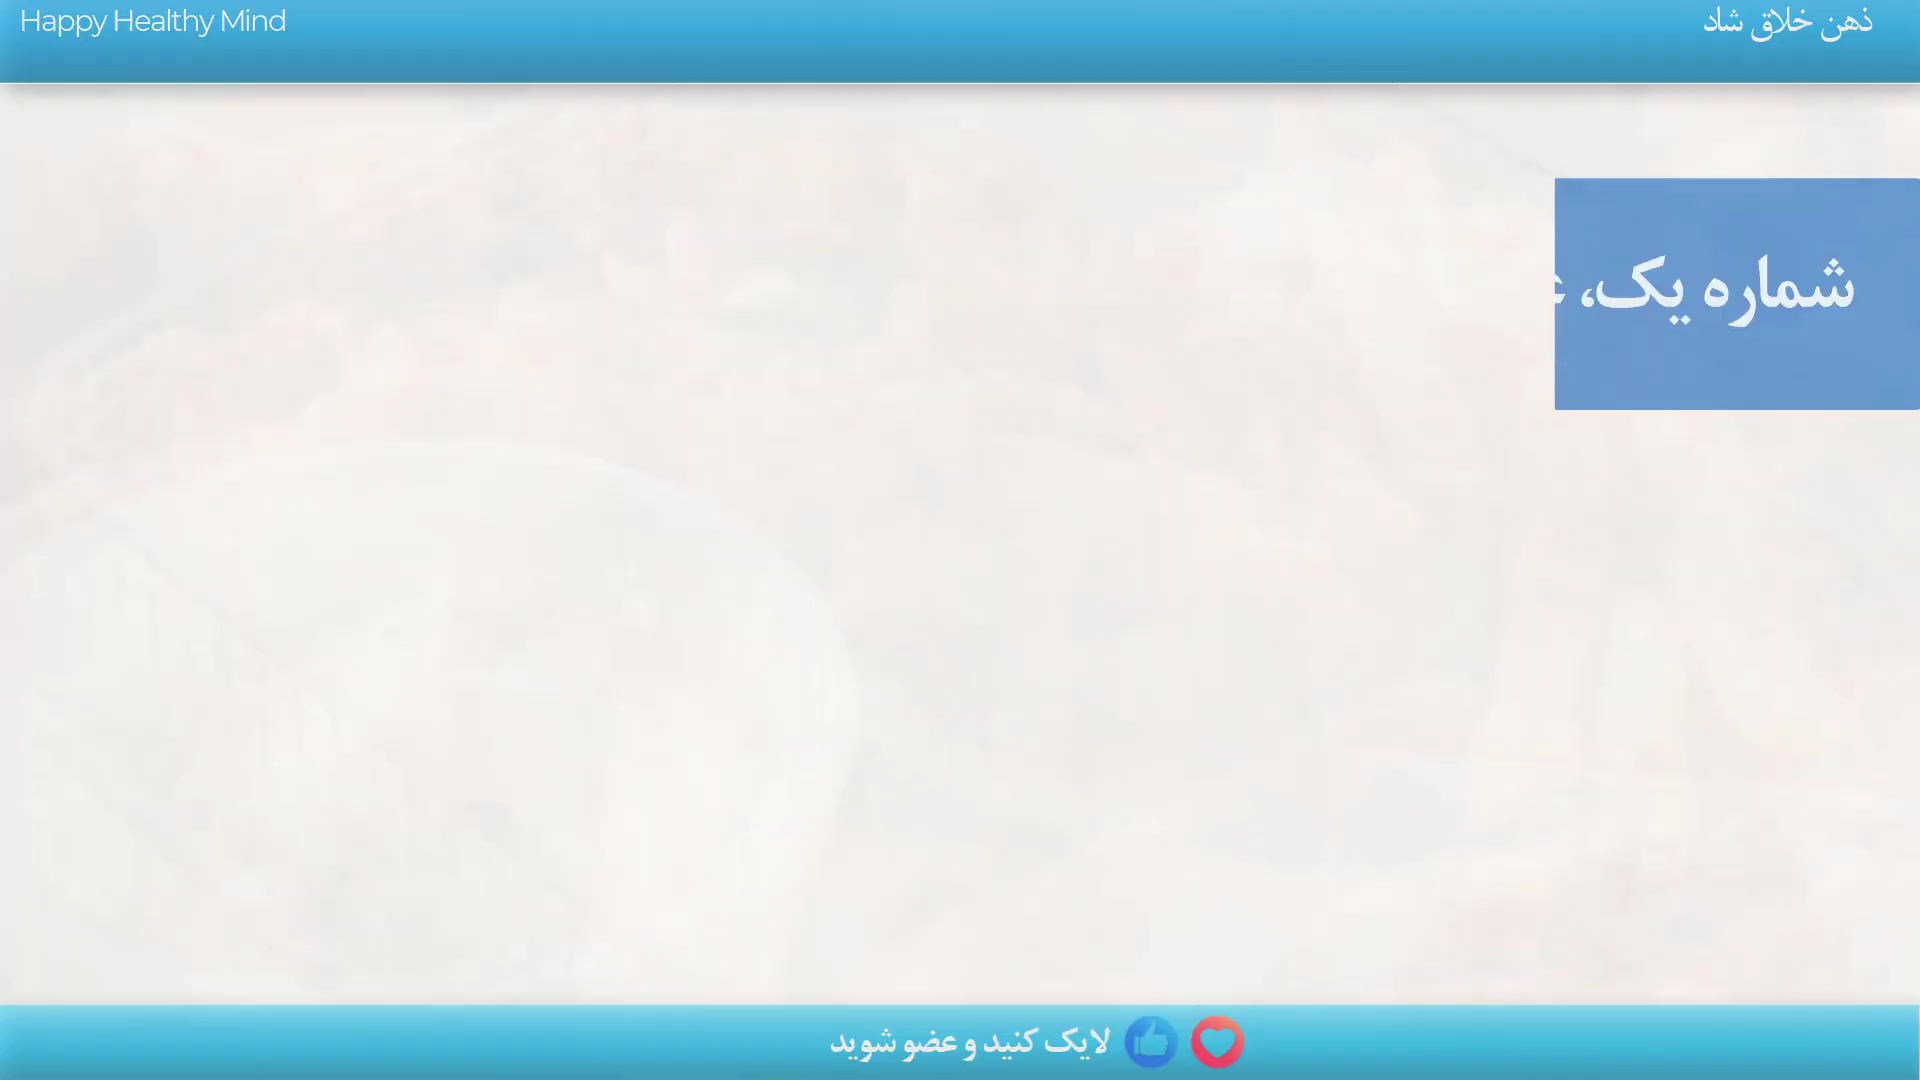 Happy Healthy Mind
ذهن خلاق شاد
شماره یک،
لایک کنید و عضو شوید